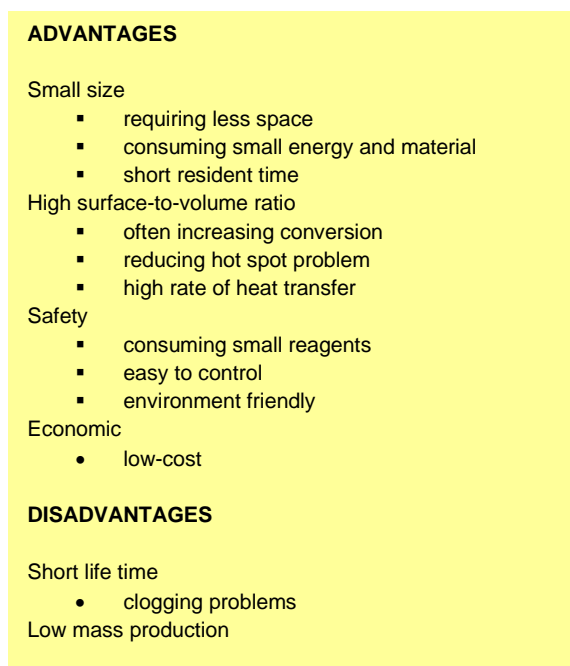 ADVANTAGES
Small size
▪ requiring less space
▪ consuming small energy and material
▪ short resident time
High surface-to-volume ratio
▪ often increasing conversion
▪ reducing hot spot problem
▪ high rate of heat transfer
Safety
▪ consuming small reagents
▪ easy to control
▪ environment friendly
Economic
• low-cost
DISADVANTAGES
Short life time
• clogging problems
Low mass production